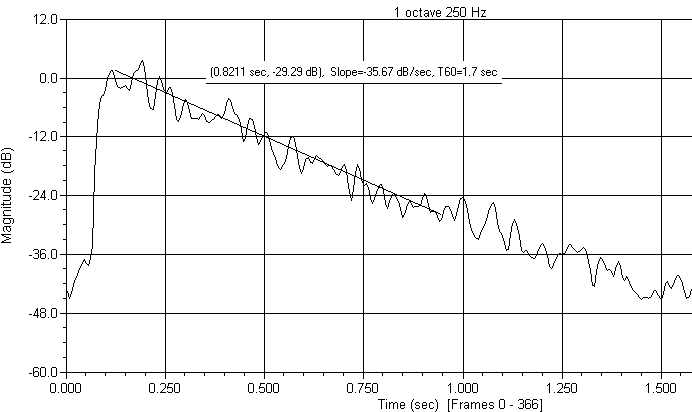 1 octave 250 Hz
12.0
(0.8211 sec, -29.29 dB), Slope=-35.67 dB/sec, T60=1.7 sec
0.0
-12.0
Magnitude (dB)
-24.0
-36.0
-48.0
-60.0
0.000 0.250 0.500 0.750 1.000 1.250 1.500
Time (sec) [Frames 0 - 366]